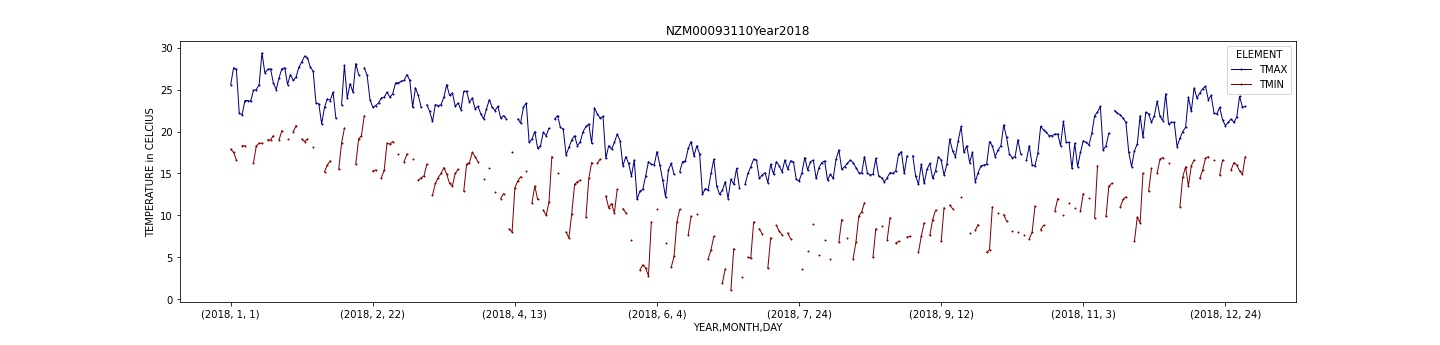 NZM00093110Year2018
30
25
20
15
10
5
0
TEMPERATURE in CELCIUS
ELEMENT
TMAX
TMIN
(2018, 1, 1)
(2018, 2, 22)
(2018, 4, 13)
(2018, 6, 4)
(2018, 7, 24)
(2018, 9, 12)
(2018, 11, 3)
(2018, 12, 24)
YEAR,MONTH,DAY